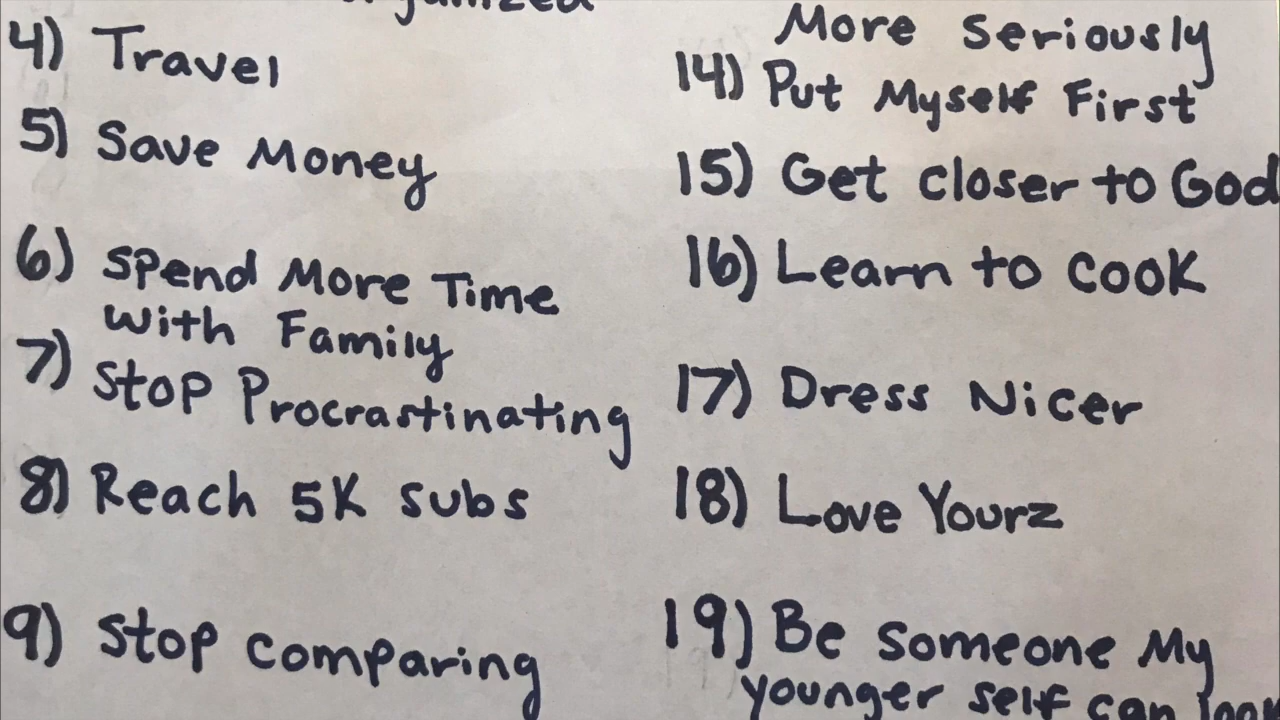 organized
4) Travel
5) Save Money
6) Spend More Time
With Family
7) Stop Procrastinating
8) Reach 5K subs
9) Stop comparing
More Seriously
14) Put Myself First
15) Get closer to God
16) Learn to cook
17) Dress Nicer
18) Love Yourz
19) Be someone My
younger self can look